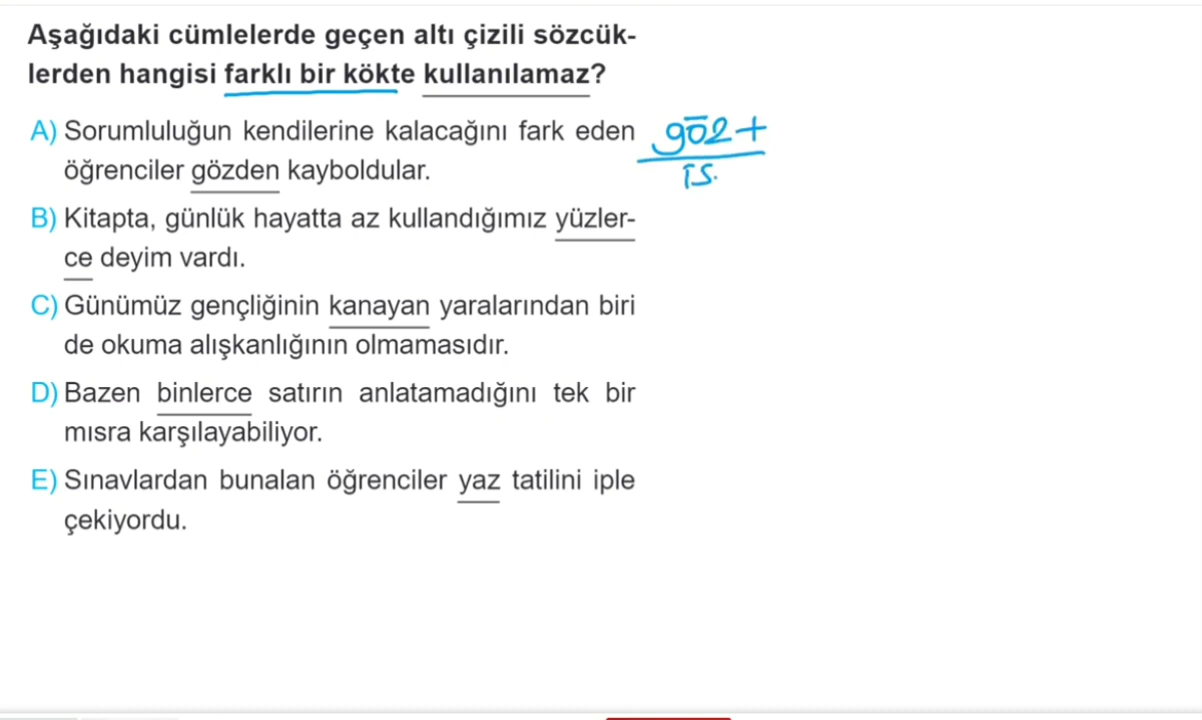 Aşağıdaki cümlelerde geçen altı çizili sözcük-
lerden hangisi farklı bir kökte kullanılamaz?
A) Sorumluluğun kendilerine kalacağını fark eden
öğrenciler gözden kayboldular.
göz+
is.
B) Kitapta, günlük hayatta az kullandığımız yüzler-
ce deyim vardı.
C) Günümüz gençliğinin kanayan yaralarından biri
de okuma alışkanlığının olmamasıdır.
D) Bazen binlerce satırın anlatamadığını tek bir
mısra karşılayabiliyor.
E) Sınavlardan bunalan öğrenciler yaz tatilini iple
çekiyordu.